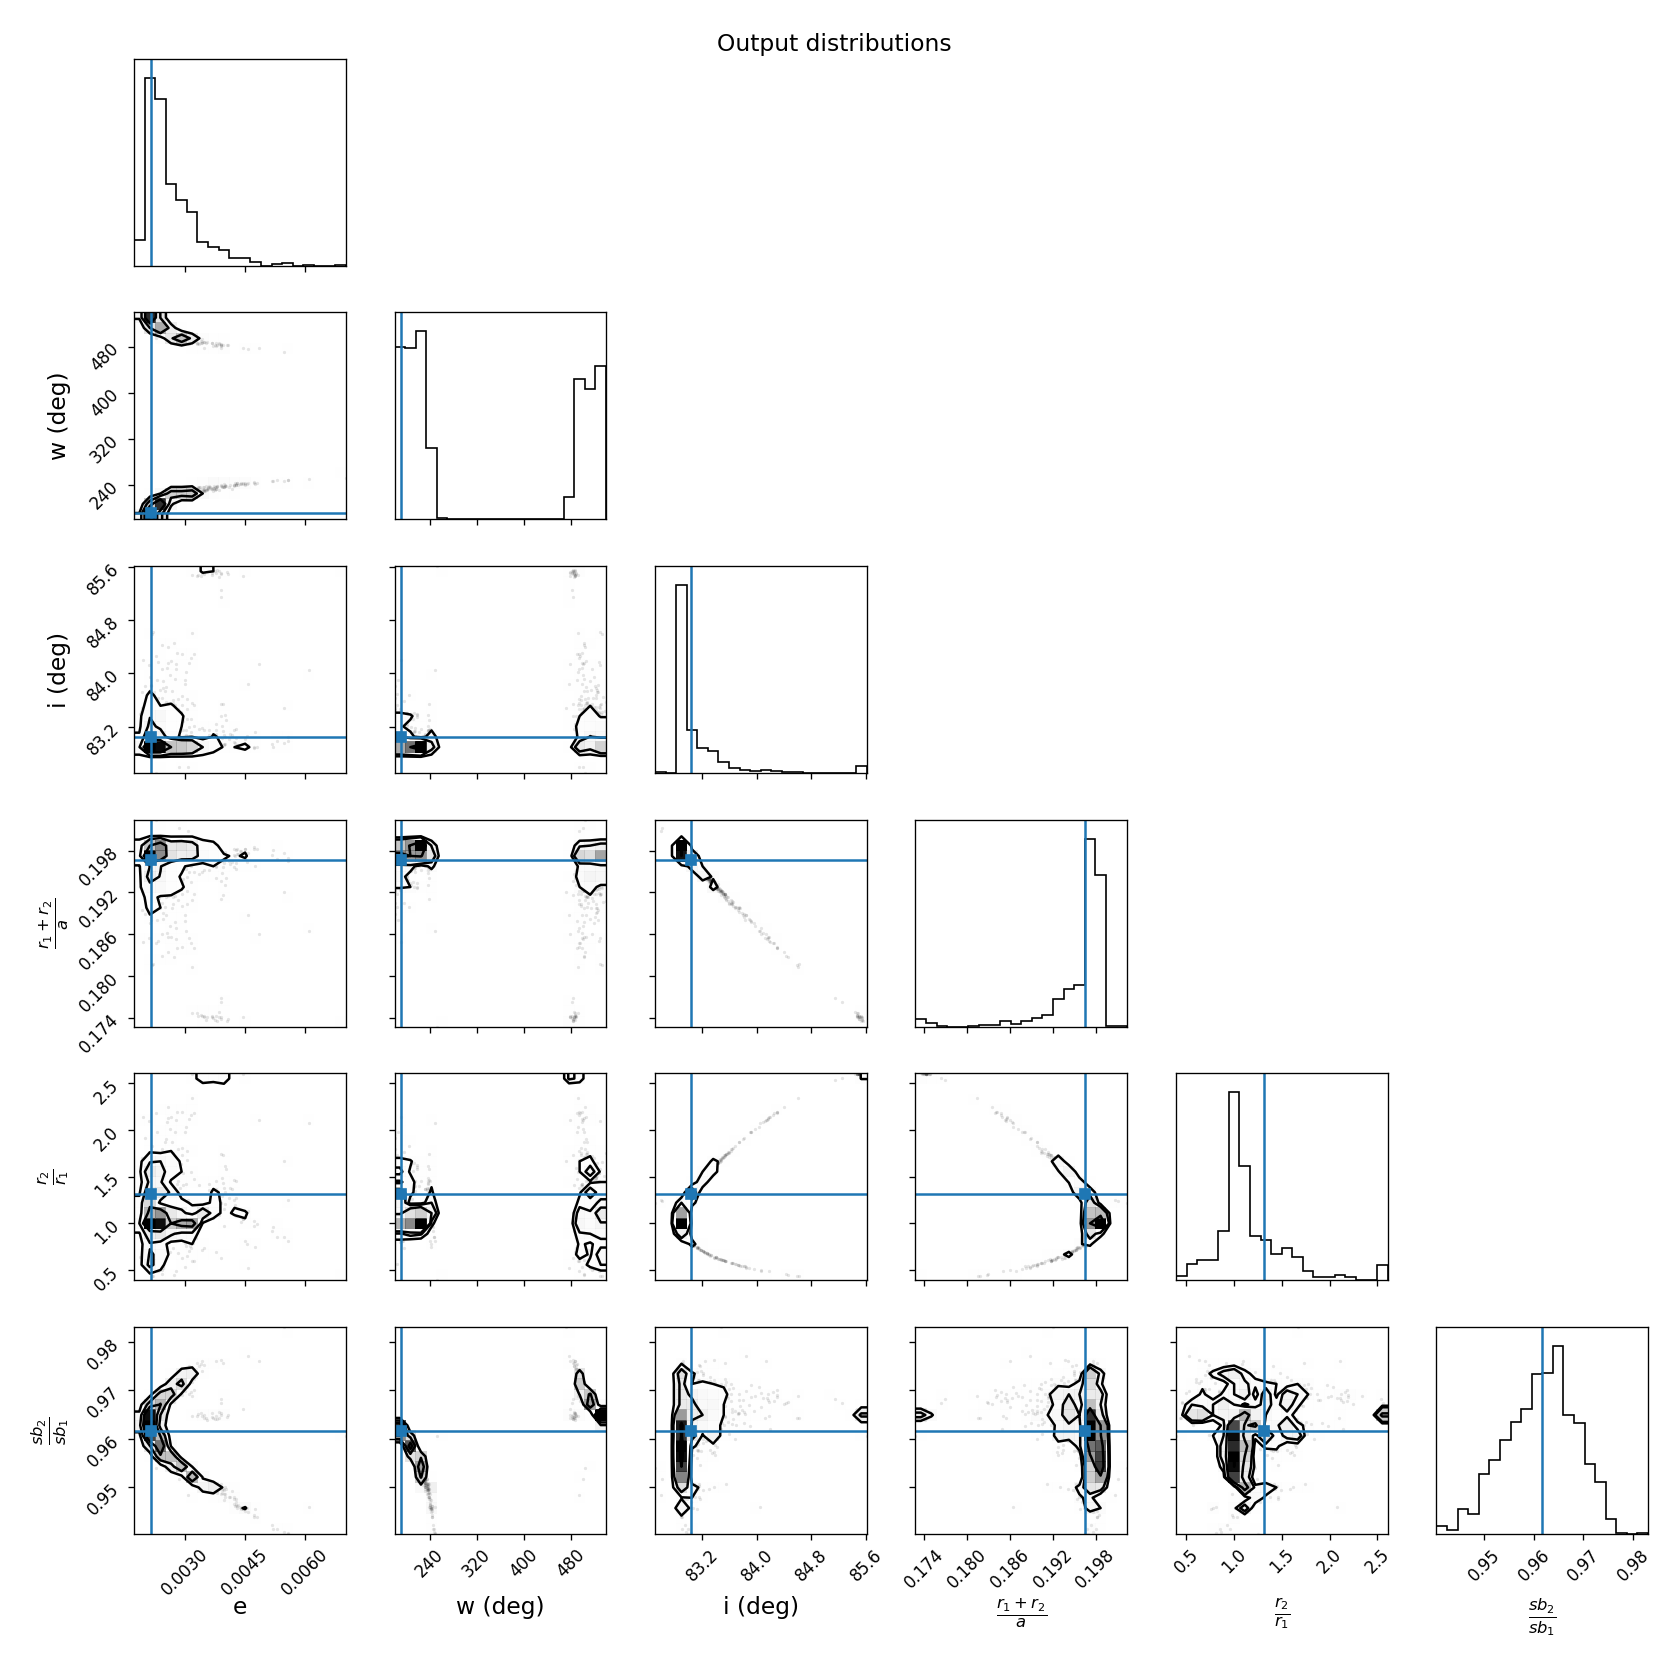 Output distributions
w (deg)
480
400
320
240
i (deg)
85.6
84.8
84.0
83.2
r₁ + r₂
a
0.198
0.192
0.186
0.180
0.174
r₂
r₁
2.5
2.0
1.5
1.0
0.5
sb₂
sb₁
0.98
0.97
0.96
0.95
0.0030 0.0045 0.0060
240 320 400 480
83.2 84.0 84.8 85.6
0.174 0.180 0.186 0.192 0.198
0.5 1.0 1.5 2.0 2.5
0.95 0.96 0.97 0.98
e
w (deg)
i (deg)
r₁ + r₂
a
r₂
r₁
sb₂
sb₁